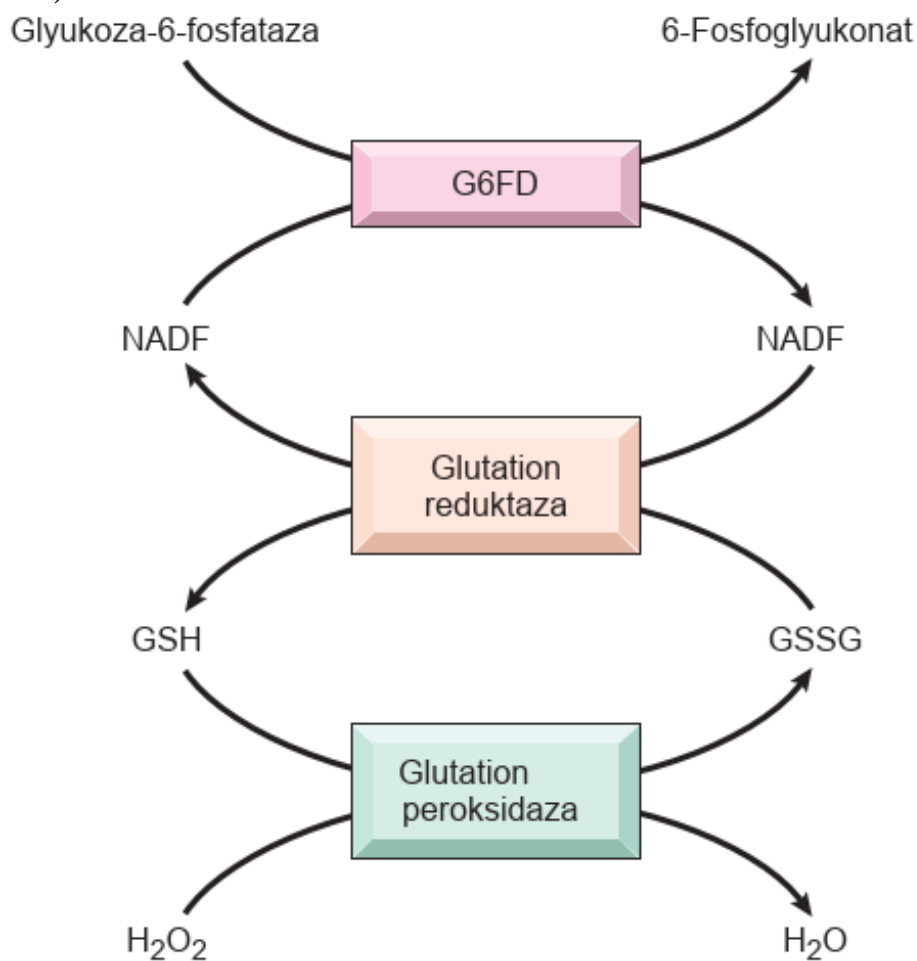 Glyukoza-6-fosfataza
6-Fosfoglyukonat
G6FD
NADF
NADF
Glutation
reduktaza
GSH
GSSG
Glutation
peroksidaza
H₂O₂
H₂O